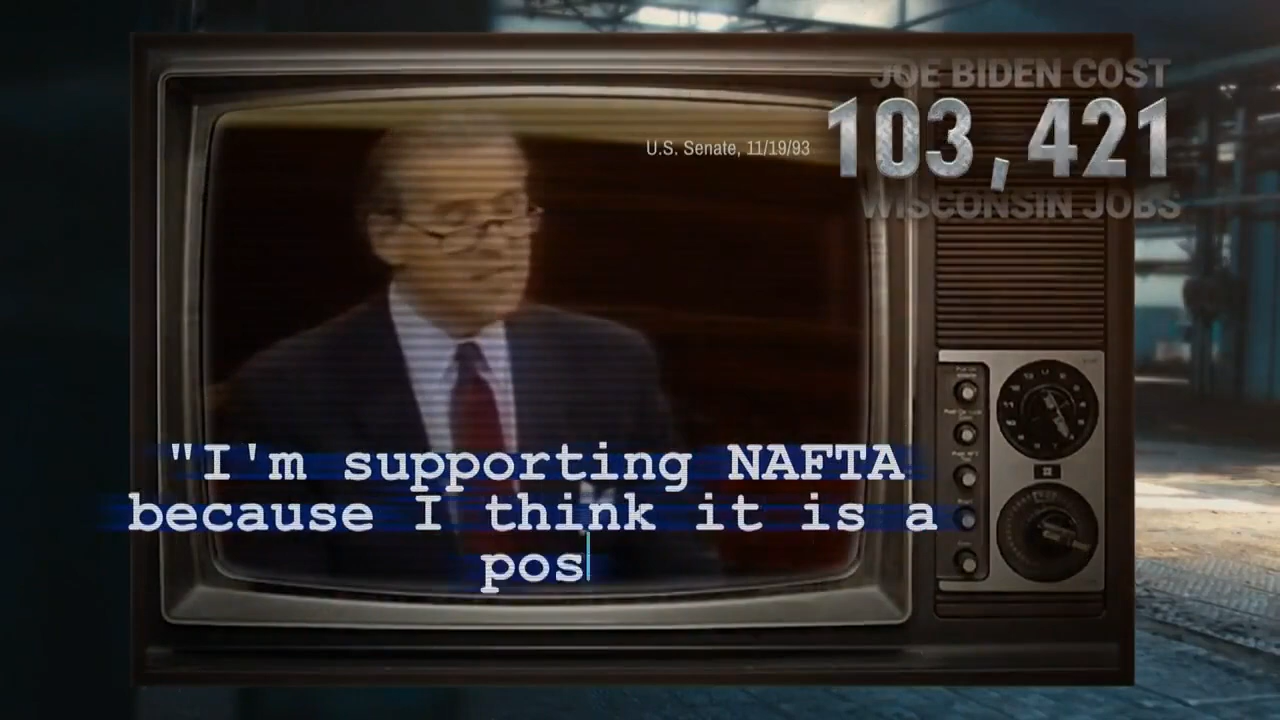 JOE BIDEN COST
103,421
WISCONSIN JOBS
U.S. Senate, 11/19/93
"I'm supporting NAFTA
because I think it is a
pos